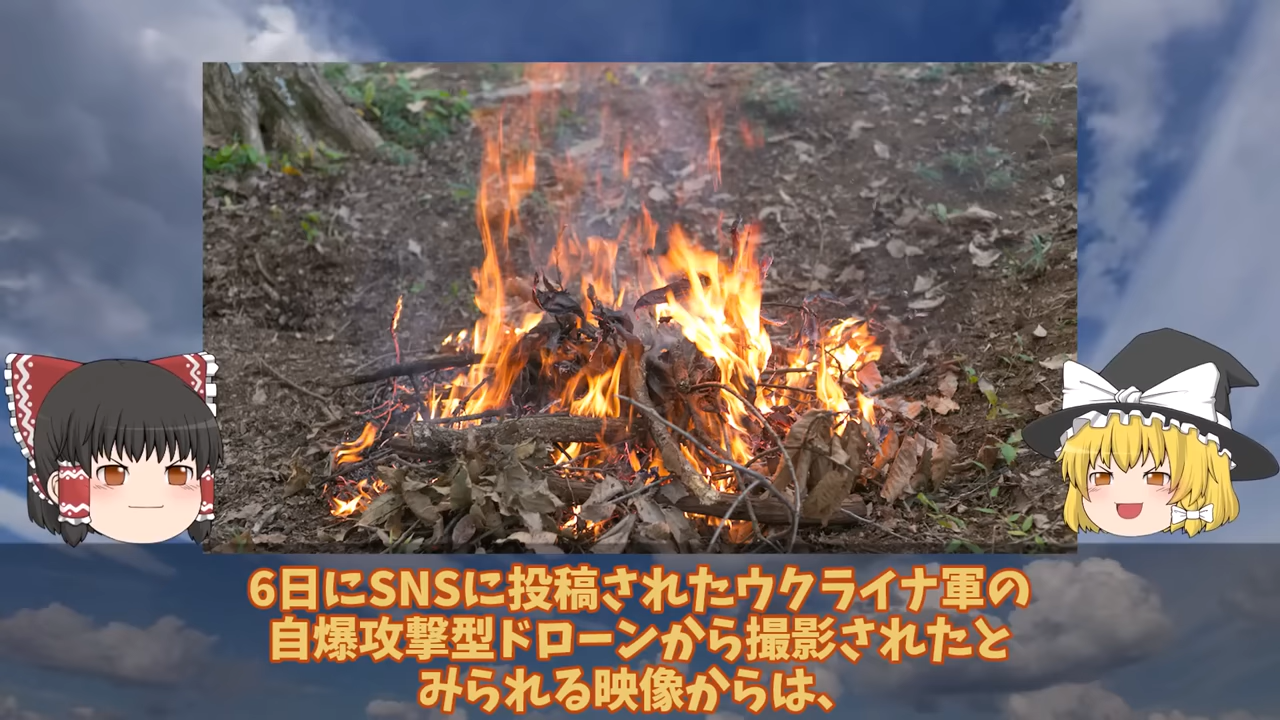 6日にSNSに投稿されたウクライナ軍の
自爆攻撃型ドローンから撮影されたと
みられる映像からは、